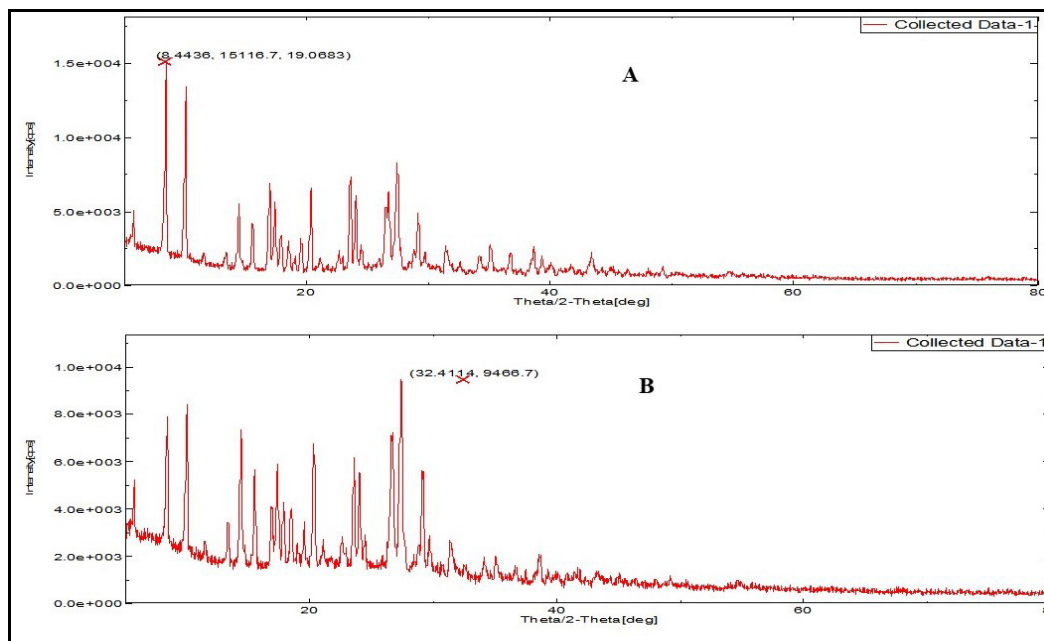 Collected Data-1
(8.4436, 15116.7, 19.0683)
A
1.5e+004
1.0e+004
5.0e+003
0.0e+000
Intensity[cps]
20
40
60
80
Theta/2-Theta[deg]
Collected Data-1
(32.4114, 9466.7)
B
1.0e+004
8.0e+003
6.0e+003
4.0e+003
2.0e+003
0.0e+000
Intensity[cps]
20
40
60
Theta/2-Theta[deg]